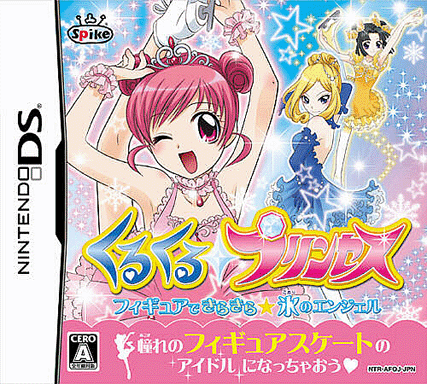 Spike
NINTENDO DS
くるくるプリンセス
フィギュアできらきら★氷のエンジェル
憧れのフィギュアスケートの
アイドルになっちゃおう♥
CERO
A
NTR-AFQJ-JPN